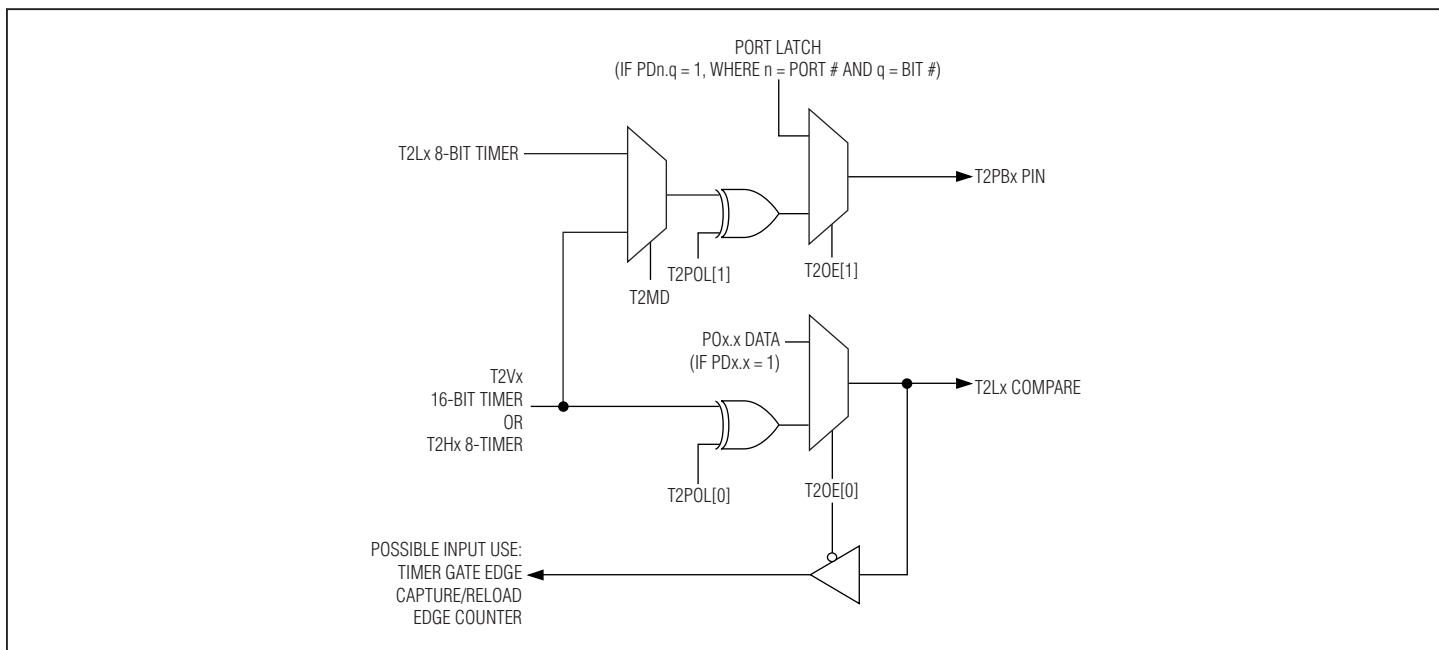 PORT LATCH
(IF PDn.q = 1, WHERE n = PORT # AND q = BIT #)
T2Lx 8-BIT TIMER
T2PBx PIN
T2POL[1]
T2OE[1]
T2MD
POx.x DATA
(IF PDx.x = 1)
T2Vx
16-BIT TIMER
OR
T2Hx 8-TIMER
T2Lx COMPARE
T2POL[0]
T2OE[0]
POSSIBLE INPUT USE:
TIMER GATE EDGE
CAPTURE/RELOAD
EDGE COUNTER